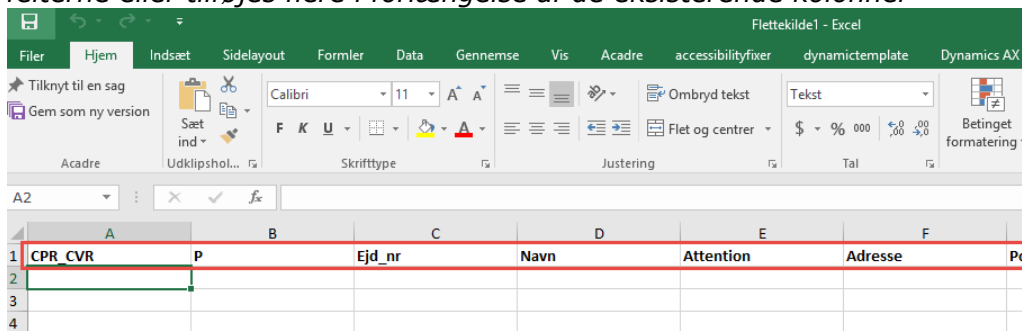 Flettekilde1 - Excel
Filer Hjem Indsæt Sidelayout Formler Data Gennemse Vis Acadre accessibilityfixer dynamictemplate Dynamics AX
Tilknyt til en sag
Gem som ny version
Acadre
Sæt
ind
Udklipshol...
Calibri 11 A A
F K U A
Skrifttype
Ombryd tekst
Flet og centrer
Justering
Tekst
$ % 000 ,00 ,0
Tal
Betinget
formatering
A2 fx
A B C D E F
1 CPR_CVR P Ejd_nr Navn Attention Adresse
2
3
4